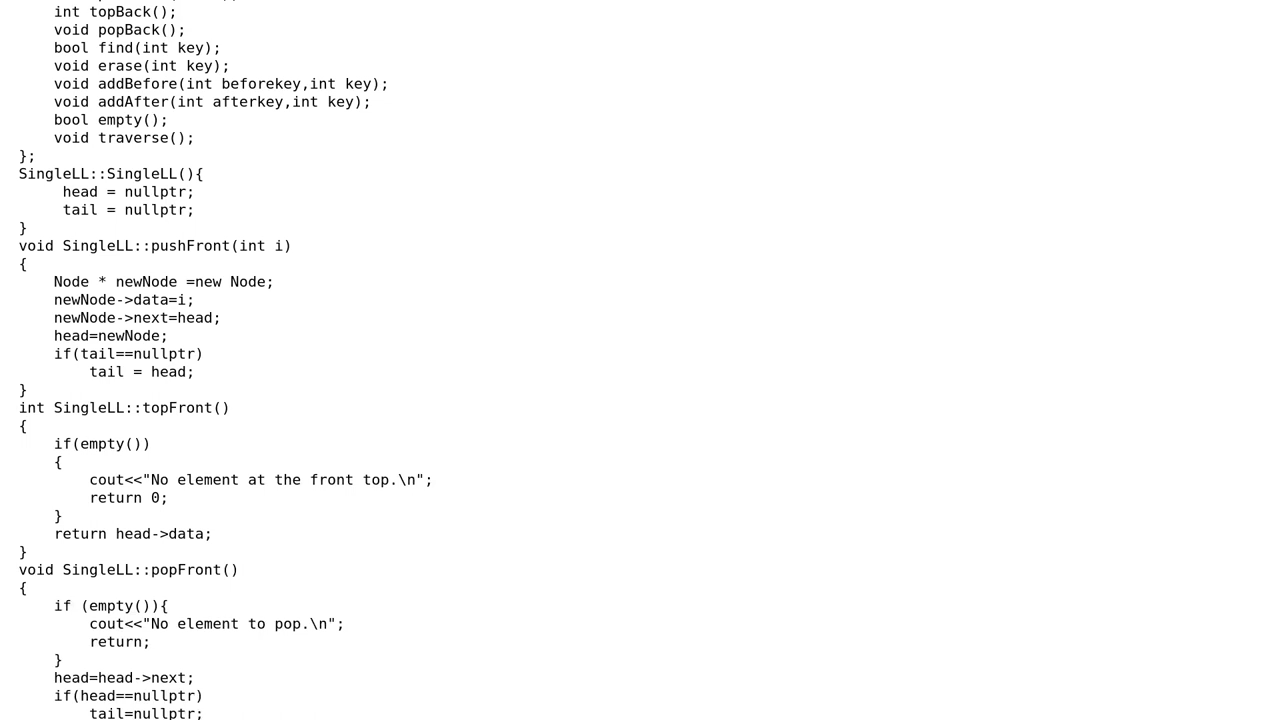 int topBack();
void popBack();
bool find(int key);
void erase(int key);
void addBefore(int beforekey,int key);
void addAfter(int afterkey,int key);
bool empty();
void traverse();
};
SingleLL::SingleLL(){
head = nullptr;
tail = nullptr;
}
void SingleLL::pushFront(int i)
{
Node * newNode =new Node;
newNode->data=i;
newNode->next=head;
head=newNode;
if(tail==nullptr)
tail = head;
}
int SingleLL::topFront()
{
if(empty())
{
cout<<"No element at the front top.\n";
return 0;
}
return head->data;
}
void SingleLL::popFront()
{
if (empty()){
cout<<"No element to pop.\n";
return;
}
head=head->next;
if(head==nullptr)
tail=nullptr;